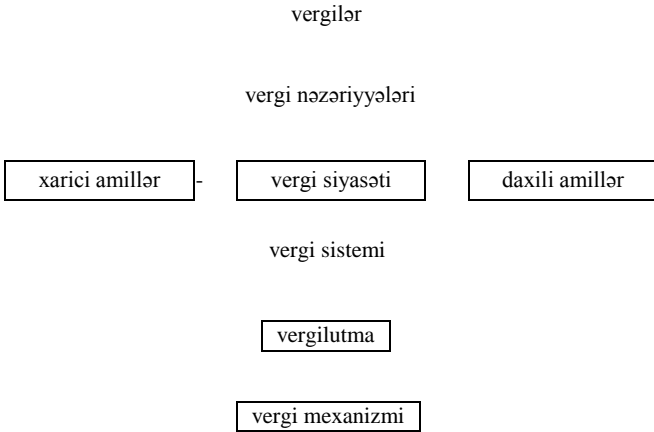 vergilər
vergi nəzəriyyələri
xarici amillər - vergi siyasəti daxili amillər
vergi sistemi
vergilutma
vergi mexanizmi